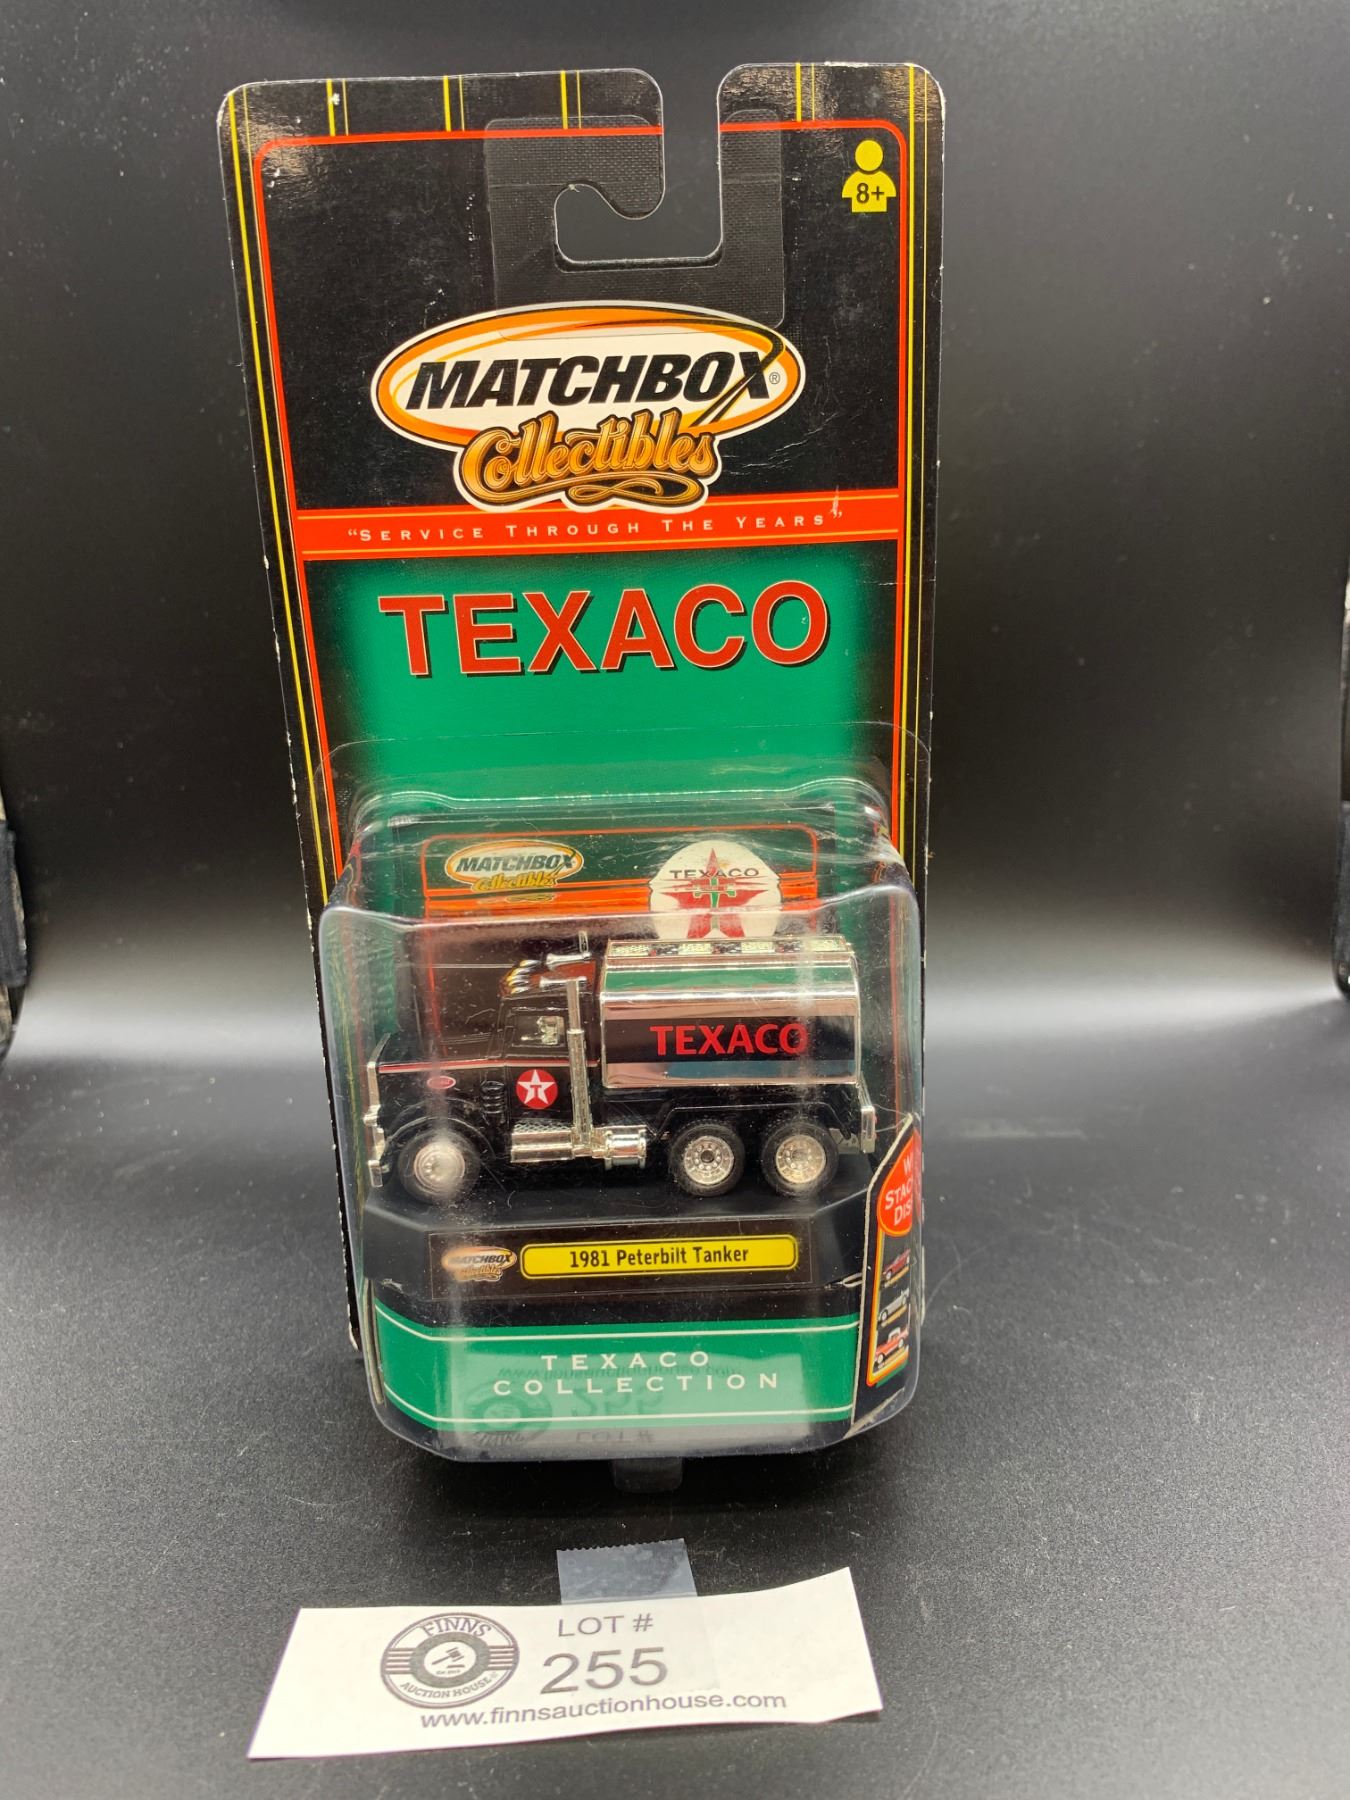 8+
MATCHBOX®
Collectibles
"SERVICE THROUGH THE YEARS"
TEXACO
MATCHBOX
Collectibles
TEXACO
TEXACO
T
MATCHBOX
Collectibles
1981 Peterbilt Tanker
TEXACO
COLLECTION
LOT #
FINNS
AUCTION HOUSE
255
www.finnsauctionhouse.com